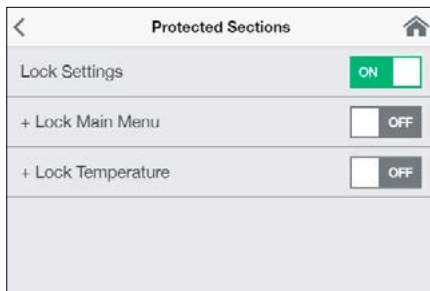 Protected Sections
Lock Settings ON
+ Lock Main Menu OFF
+ Lock Temperature OFF